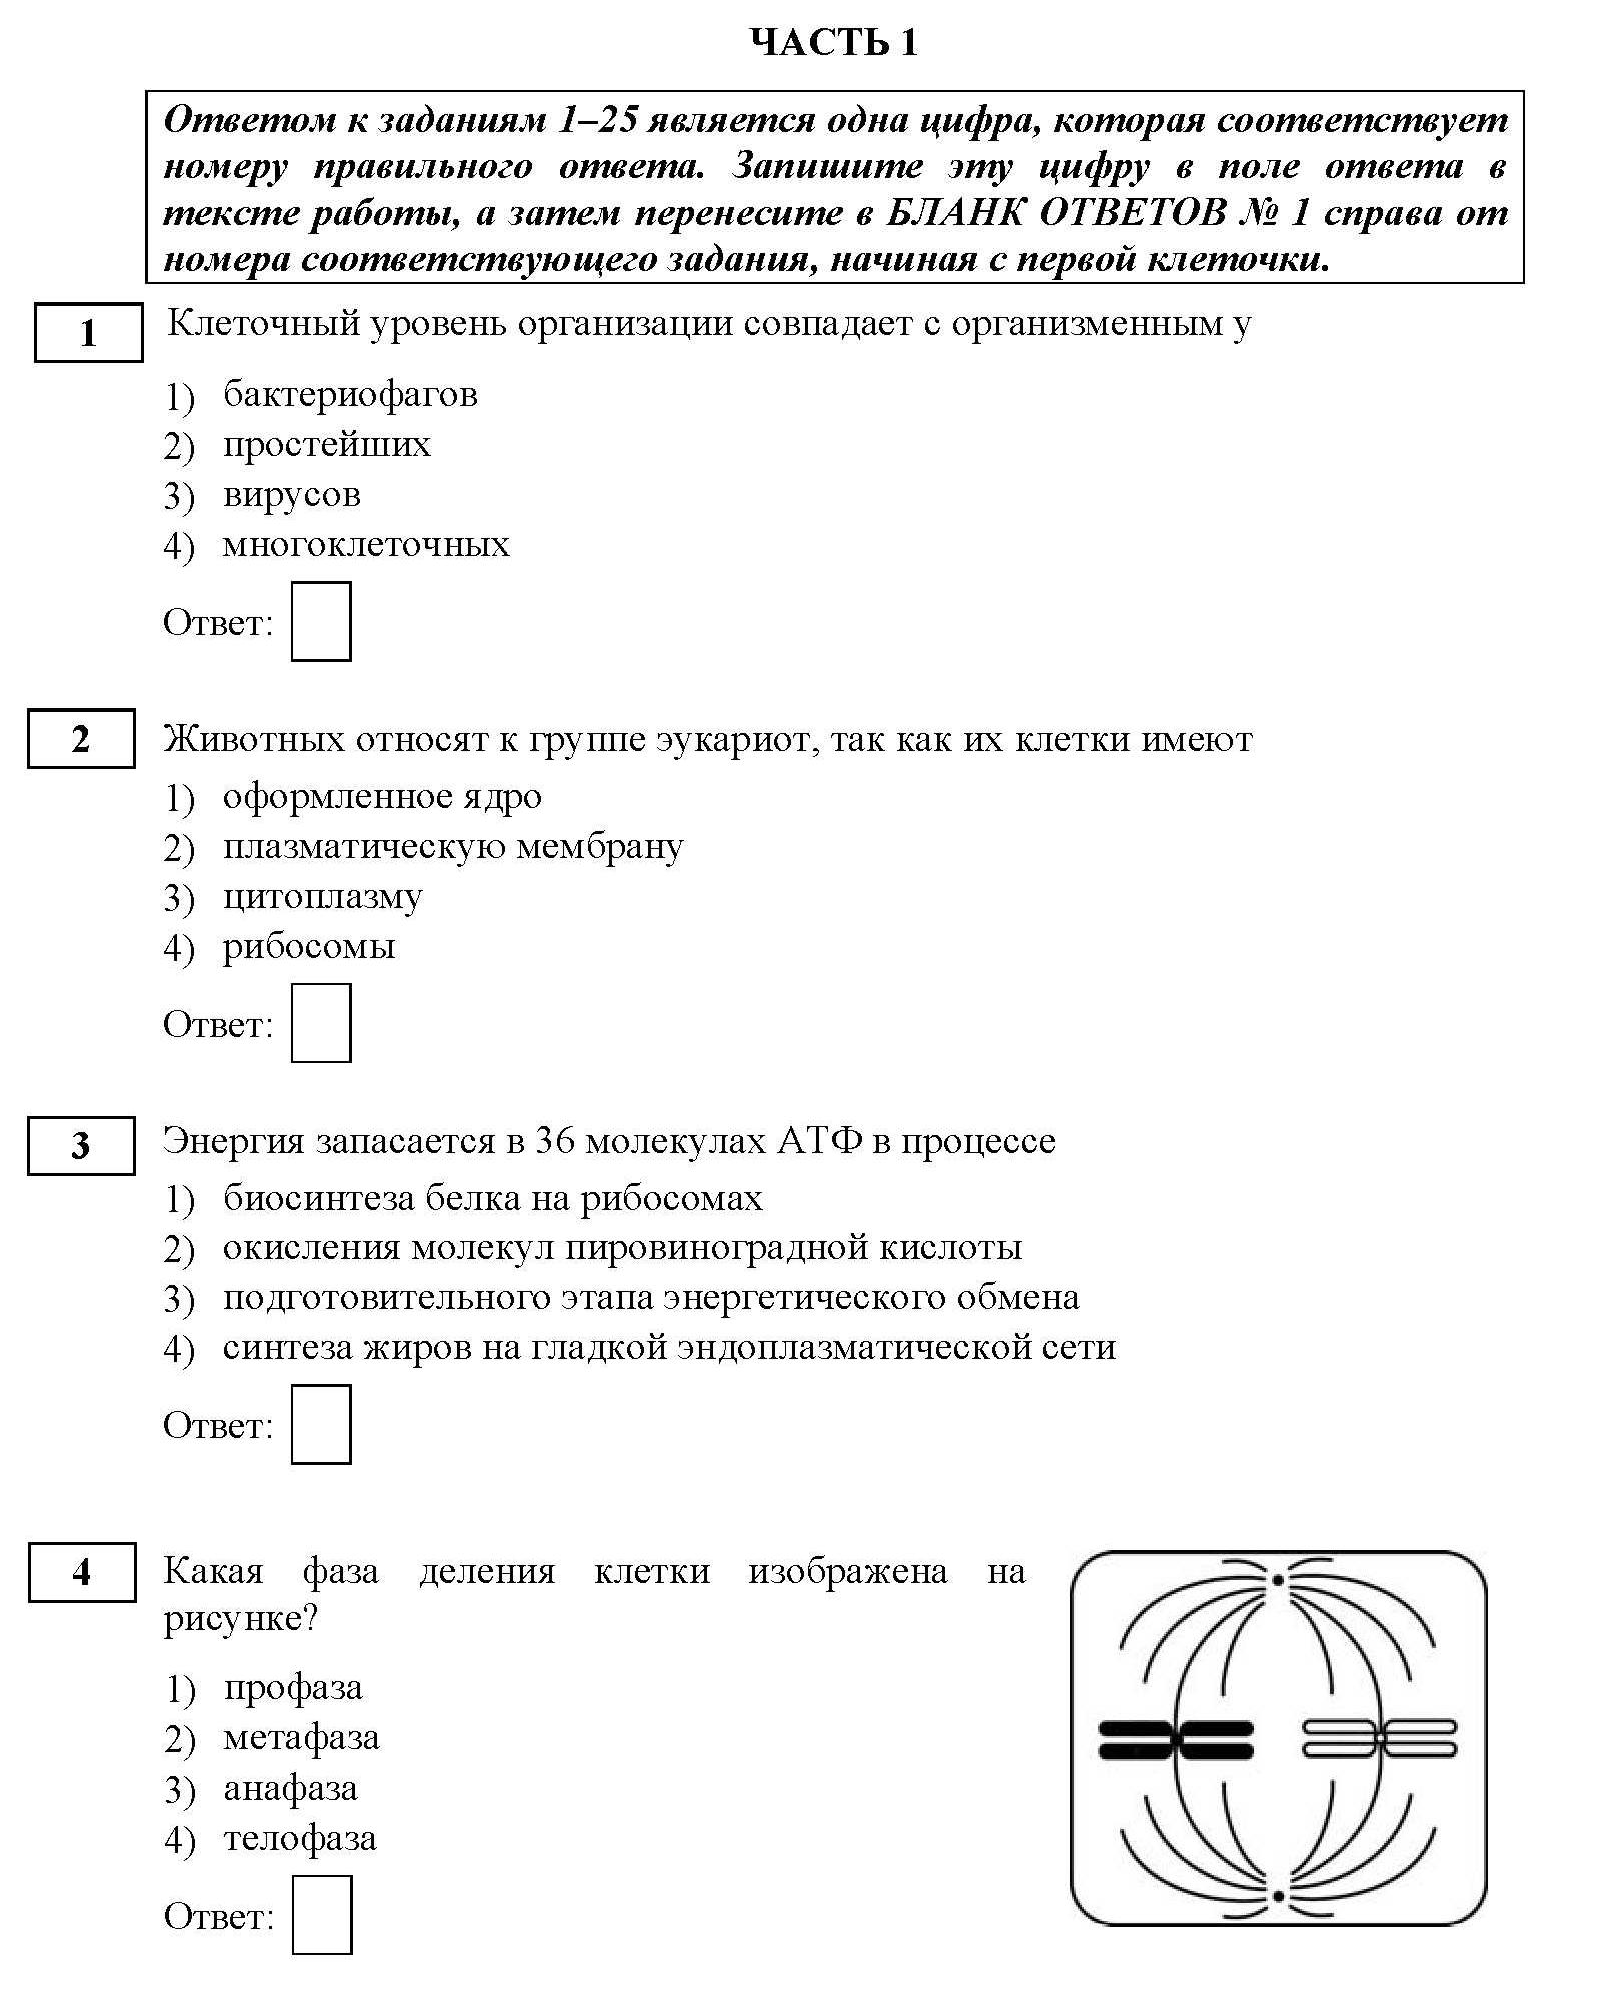 ЧАСТЬ 1
Ответом к заданиям 1–25 является одна цифра, которая соответствует
номеру правильного ответа. Запишите эту цифру в поле ответа в
тексте работы, а затем перенесите в БЛАНК ОТВЕТОВ № 1 справа от
номера соответствующего задания, начиная с первой клеточки.
1 Клеточный уровень организации совпадает с организменным у
1) бактериофагов
2) простейших
3) вирусов
4) многоклеточных
Ответ:
2 Животных относят к группе эукариот, так как их клетки имеют
1) оформленное ядро
2) плазматическую мембрану
3) цитоплазму
4) рибосомы
Ответ:
3 Энергия запасается в 36 молекулах АТФ в процессе
1) биосинтеза белка на рибосомах
2) окисления молекул пировиноградной кислоты
3) подготовительного этапа энергетического обмена
4) синтеза жиров на гладкой эндоплазматической сети
Ответ:
4 Какая фаза деления клетки изображена на
рисунке?
1) профаза
2) метафаза
3) анафаза
4) телофаза
Ответ: